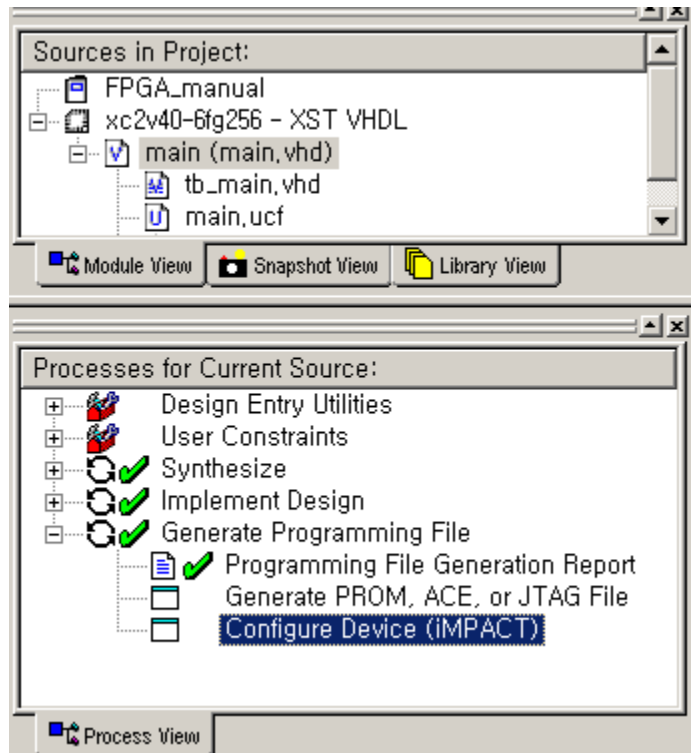 Sources in Project:
FPGA_manual
xc2v40-6fg256 - XST VHDL
main (main,vhd)
tb_main,vhd
main,ucf
Module View Snapshot View Library View
Processes for Current Source:
Design Entry Utilities
User Constraints
Synthesize
Implement Design
Generate Programming File
Programming File Generation Report
Generate PROM, ACE, or JTAG File
Configure Device (iMPACT)
Process View